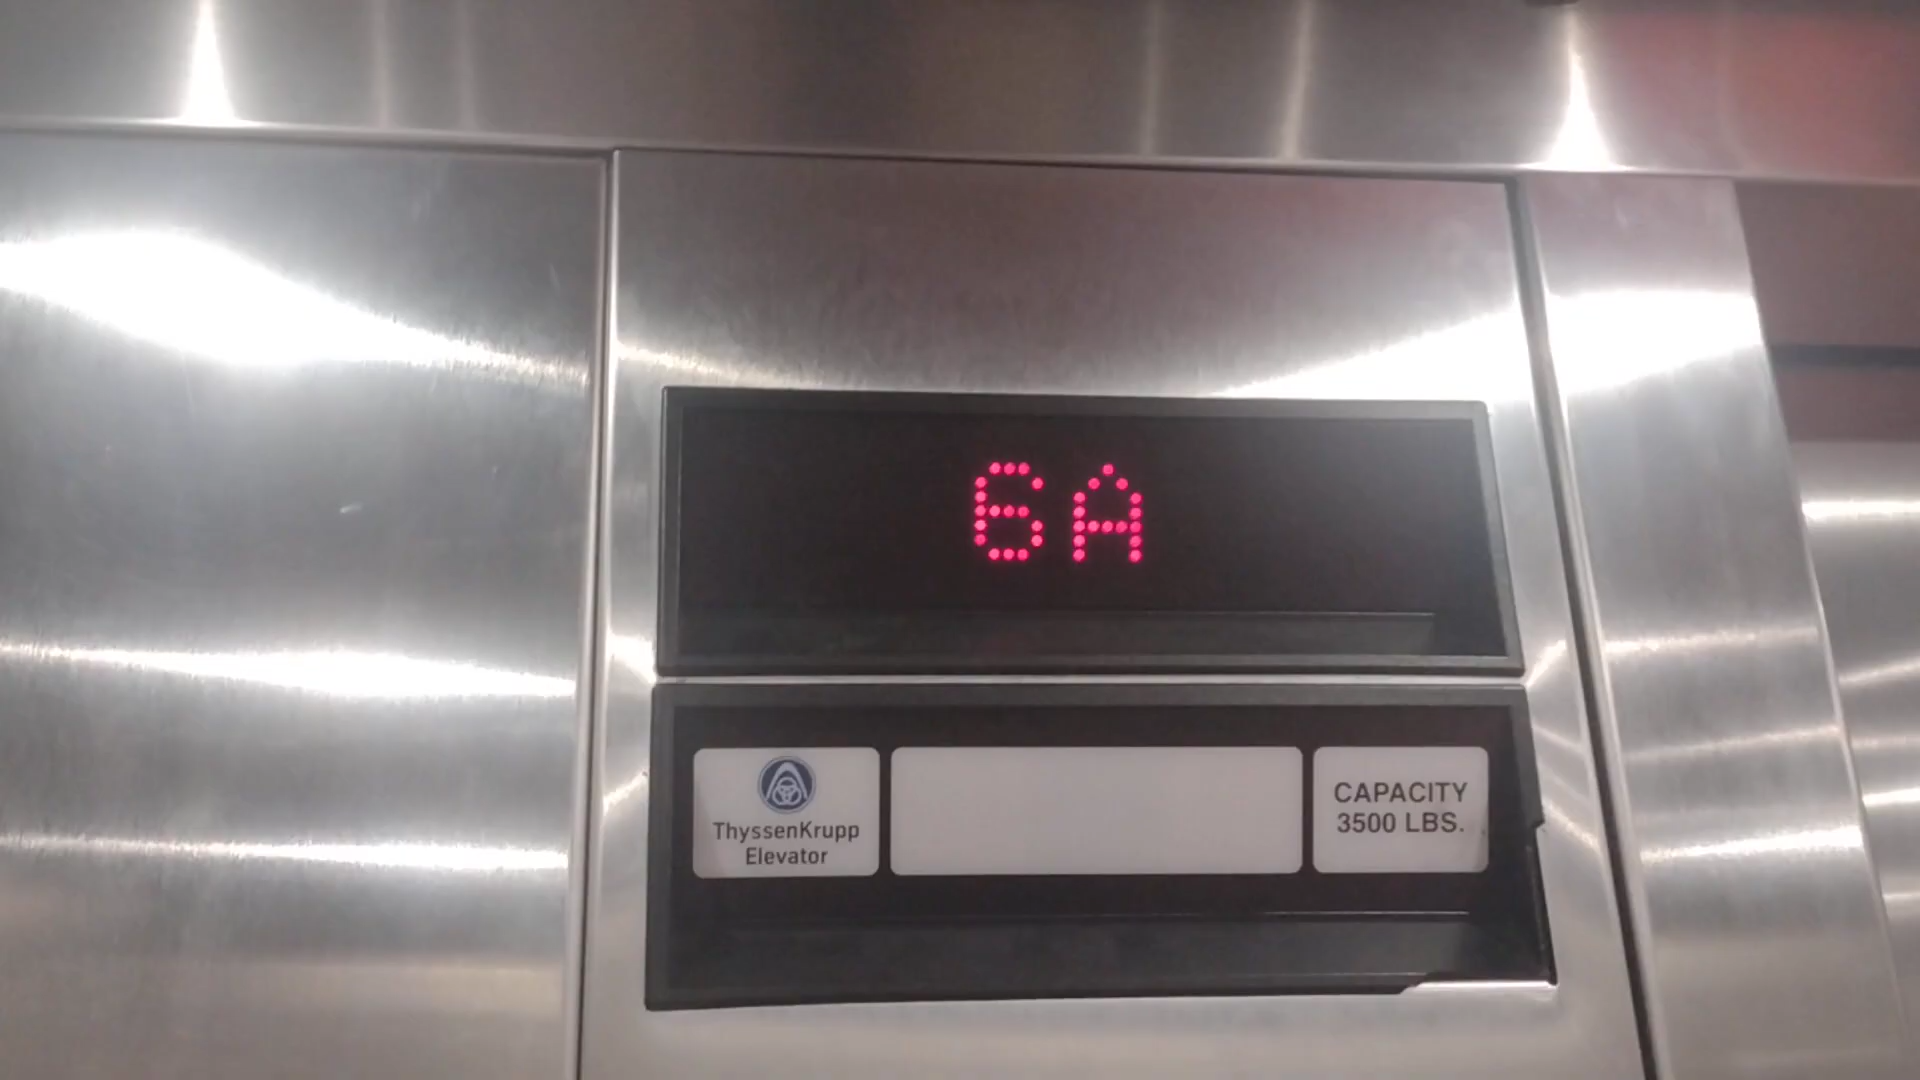 6A
ThyssenKrupp
Elevator
CAPACITY
3500 LBS.